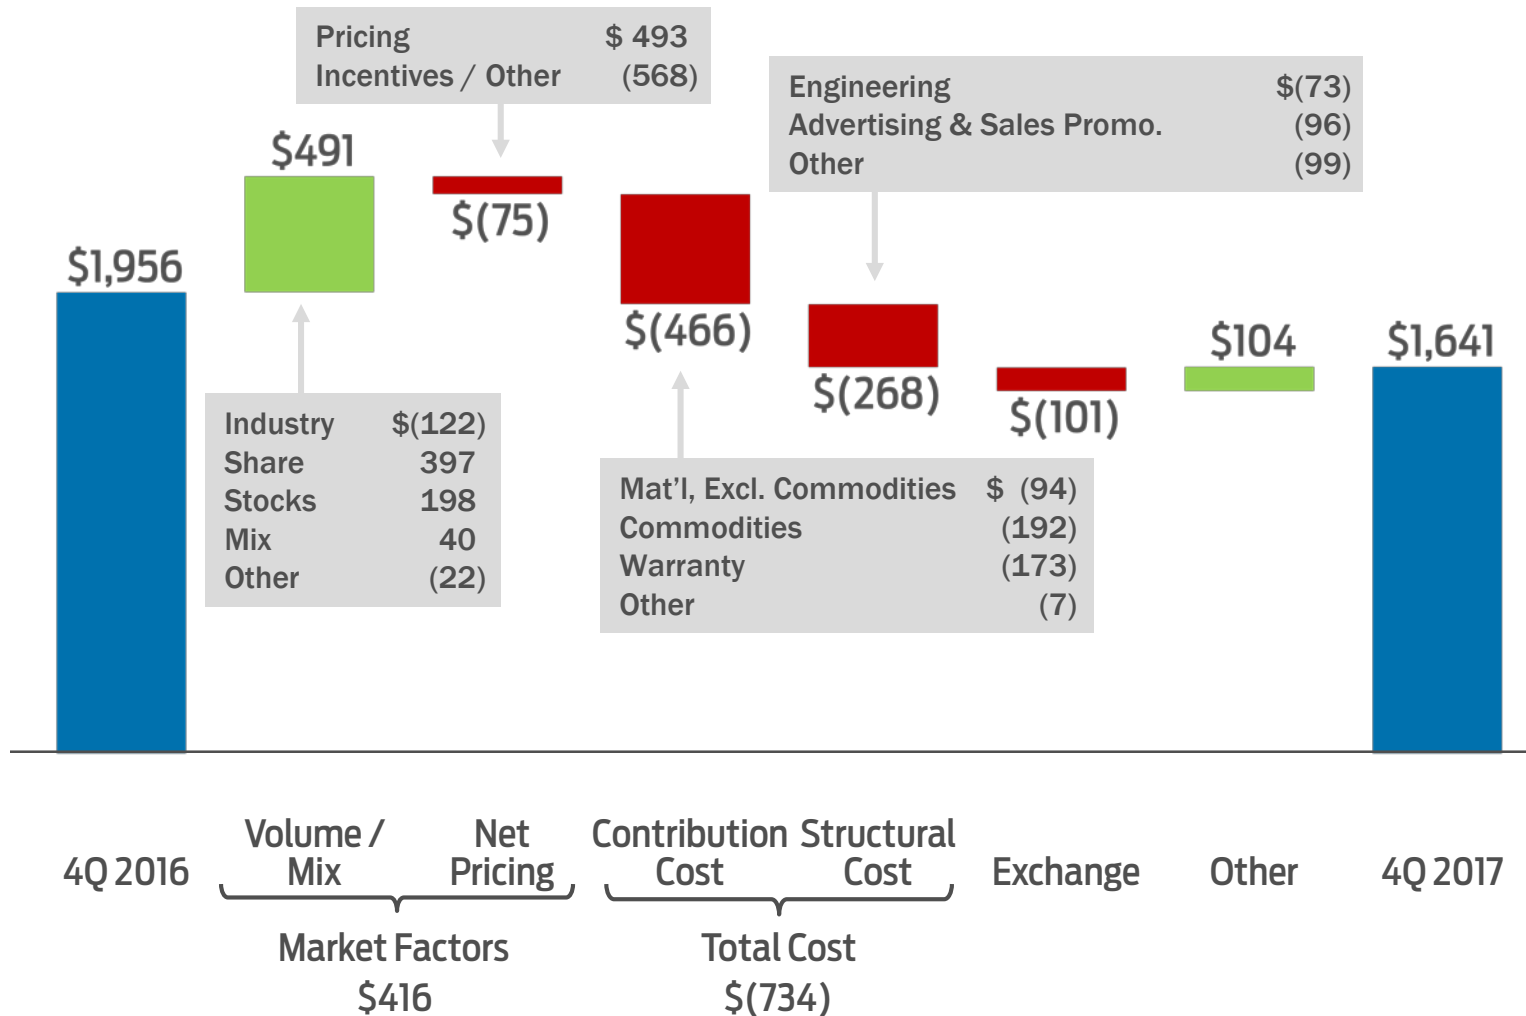 Pricing $ 493
Incentives / Other (568)
Engineering $(73)
Advertising & Sales Promo. (96)
Other (99)
$491
$(75)
$1,956
$(466)
$(268)
$(101)
$104
$1,641
Industry $(122)
Share 397
Stocks 198
Mix 40
Other (22)
Mat’l, Excl. Commodities $ (94)
Commodities (192)
Warranty (173)
Other (7)
4Q 2016
Volume /
Mix
Net
Pricing
Contribution
Cost
Structural
Cost
Exchange
Other
4Q 2017
Market Factors
$416
Total Cost
$(734)